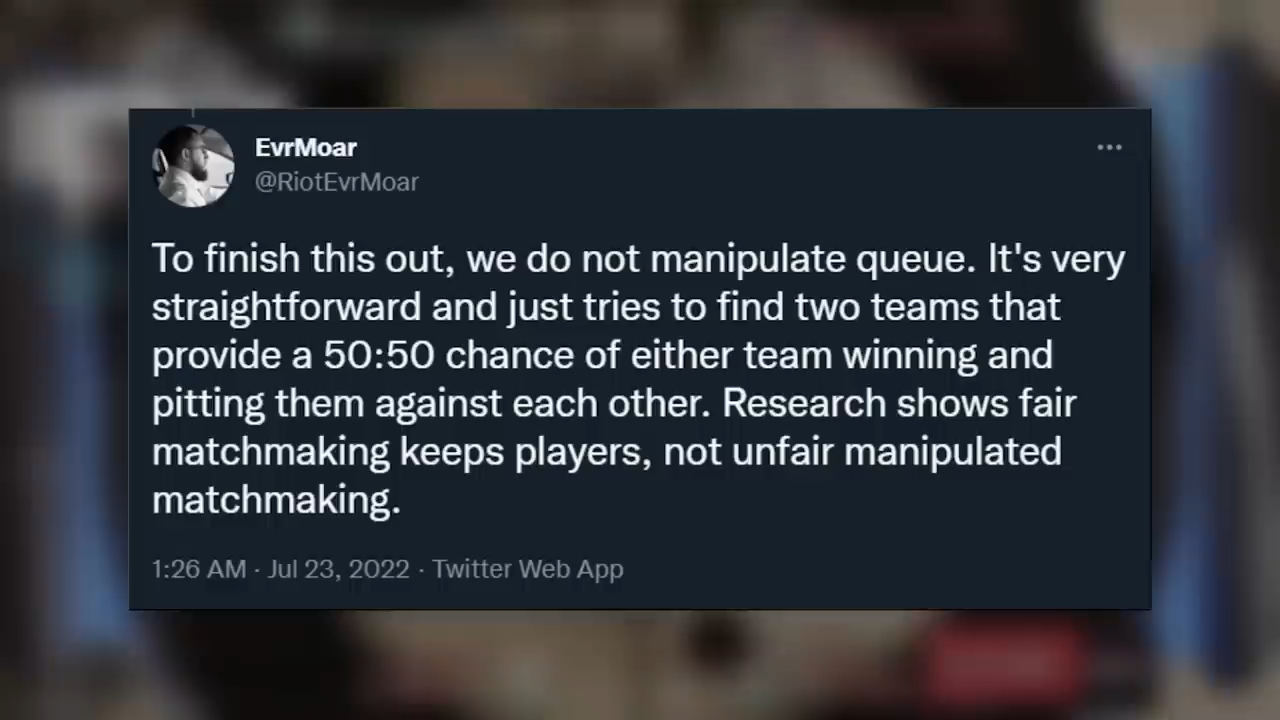 EvrMoar
@RiotEvrMoar
To finish this out, we do not manipulate queue. It's very
straightforward and just tries to find two teams that
provide a 50:50 chance of either team winning and
pitting them against each other. Research shows fair
matchmaking keeps players, not unfair manipulated
matchmaking.
1:26 AM · Jul 23, 2022 · Twitter Web App